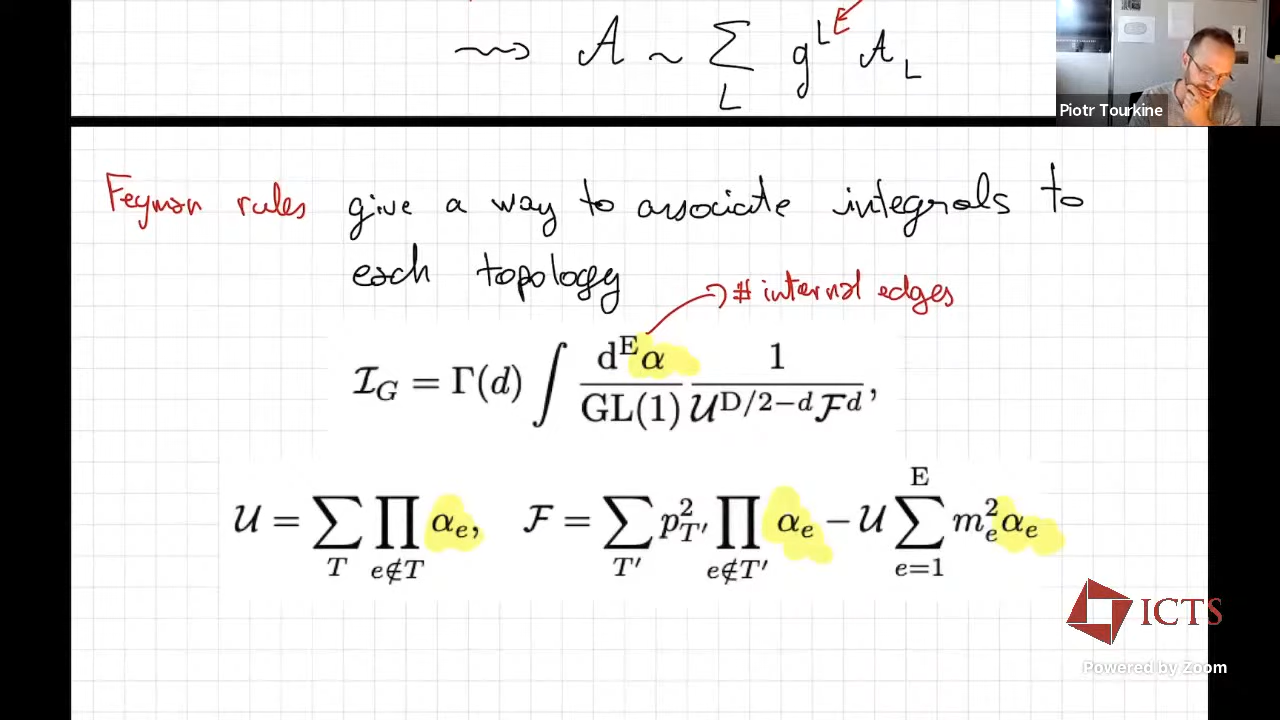 ⇝ 𝒜 ~ Σ_L g^{L E} 𝒜_L
Piotr Tourkine
Feyman rules give a way to associate integrals to
each topology
# internal edges
𝓘_G = Γ(d) ∫ d^E α / GL(1) 1 / 𝒰^{D/2−d} 𝓕^d ,
𝒰 = Σ_T ∏_{e∉T} α_e, 𝓕 = Σ_{T′} p²_{T′} ∏_{e∉T′} α_e − 𝒰 Σ_{e=1}^{E} m_e² α_e
ICTS
Powered by Zoom